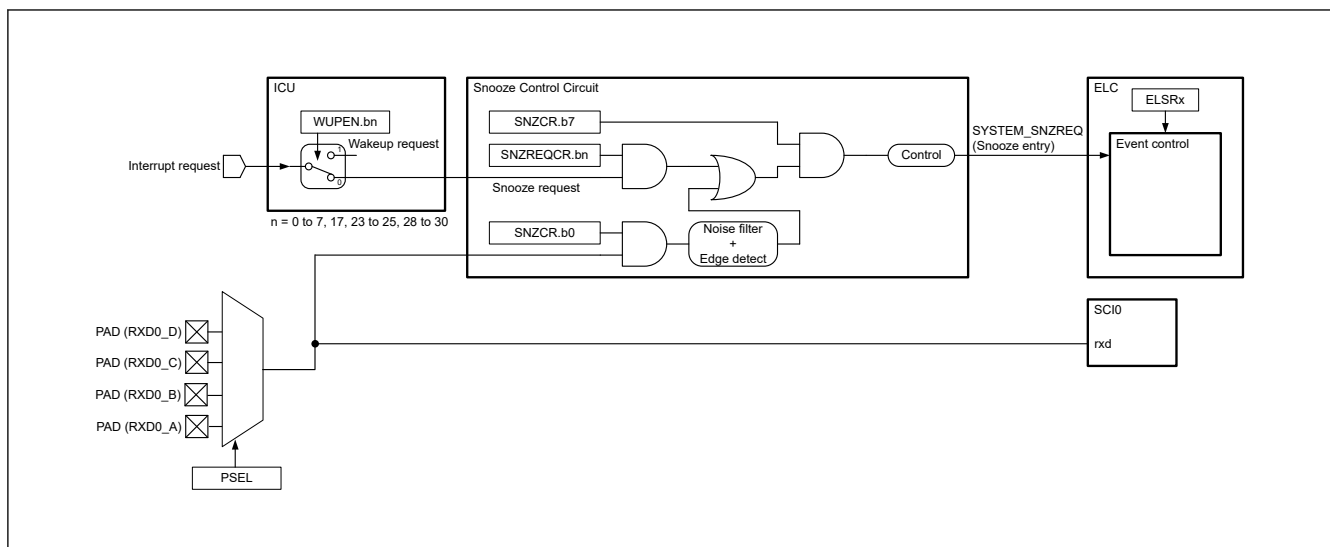 ICU
WUPEN.bn
1
Wakeup request
0
Interrupt request
n = 0 to 7, 17, 23 to 25, 28 to 30
Snooze Control Circuit
SNZCR.b7
SNZREQCR.bn
Snooze request
SNZCR.b0
Noise filter
+
Edge detect
Control
SYSTEM_SNZREQ
(Snooze entry)
ELC
ELSRx
Event control
SCI0
rxd
PAD (RXD0_D)
PAD (RXD0_C)
PAD (RXD0_B)
PAD (RXD0_A)
PSEL